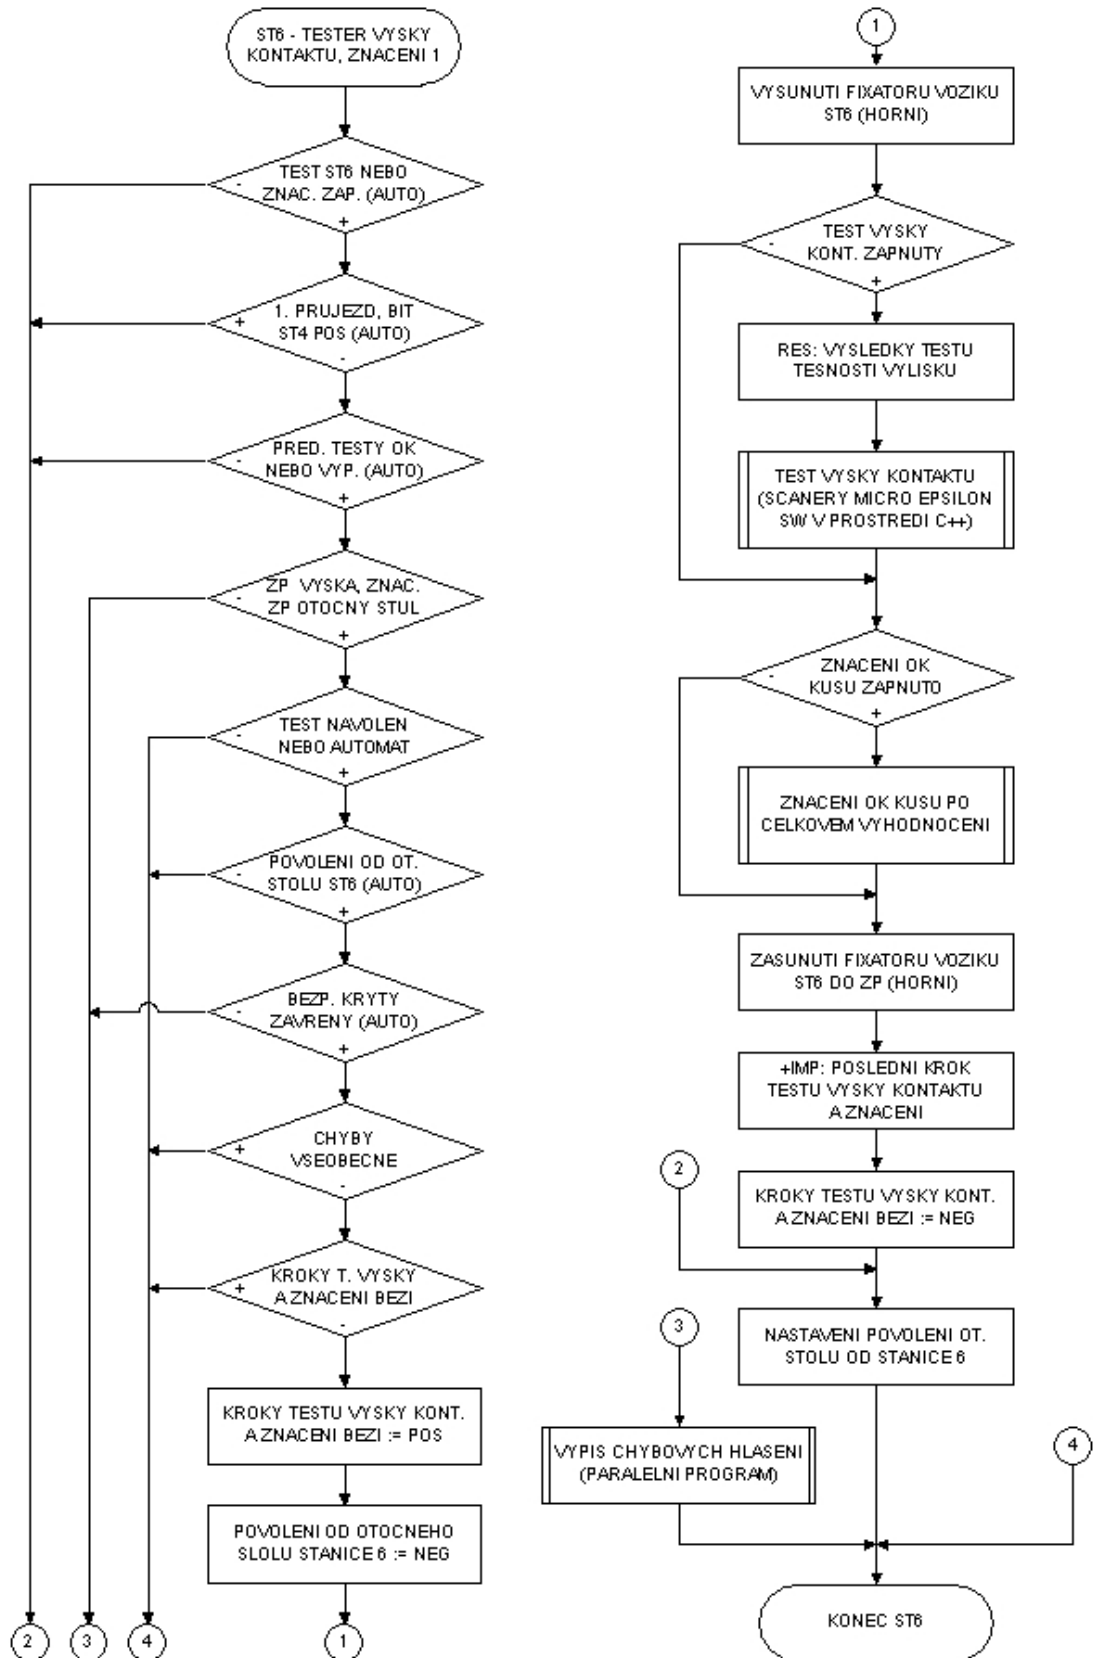 ST6 - TESTER VYSKY
KONTAKTU, ZNACENI 1
TEST ST6 NEBO
ZNAC. ZAP. (AUTO)
-
+
1. PRUJEZD, BIT
ST4 POS (AUTO)
+
-
PRED. TESTY OK
NEBO VYP. (AUTO)
-
+
ZP VYSKA, ZNAC.
ZP OTOCNY STUL
-
+
TEST NAVOLEN
NEBO AUTOMAT
-
+
POVOLENI OD OT.
STOLU ST6 (AUTO)
-
+
BEZP. KRYTY
ZAVRENY (AUTO)
-
+
CHYBY
VSEOBECNE
+
-
KROKY T. VYSKY
A ZNACENI BEZI
+
-
KROKY TESTU VYSKY KONT.
A ZNACENI BEZI := POS
POVOLENI OD OTOCNEHO
SLOLU STANICE 6 := NEG
2
3
4
1
1
VYSUNUTI FIXATORU VOZIKU
ST6 (HORNI)
TEST VYSKY
KONT. ZAPNUTY
-
+
RES: VYSLEDKY TESTU
TESNOSTI VYLISKU
TEST VYSKY KONTAKTU
(SCANERY MICRO EPSILON
SW V PROSTREDI C++)
ZNACENI OK
KUSU ZAPNUTO
-
+
ZNACENI OK KUSU PO
CELKOVEM VYHODNOCENI
ZASUNUTI FIXATORU VOZIKU
ST6 DO ZP (HORNI)
+IMP: POSLEDNI KROK
TESTU VYSKY KONTAKTU
A ZNACENI
2
KROKY TESTU VYSKY KONT.
A ZNACENI BEZI := NEG
3
NASTAVENI POVOLENI OT.
STOLU OD STANICE 6
VYPIS CHYBOVYCH HLASENI
(PARALELNI PROGRAM)
4
KONEC ST6